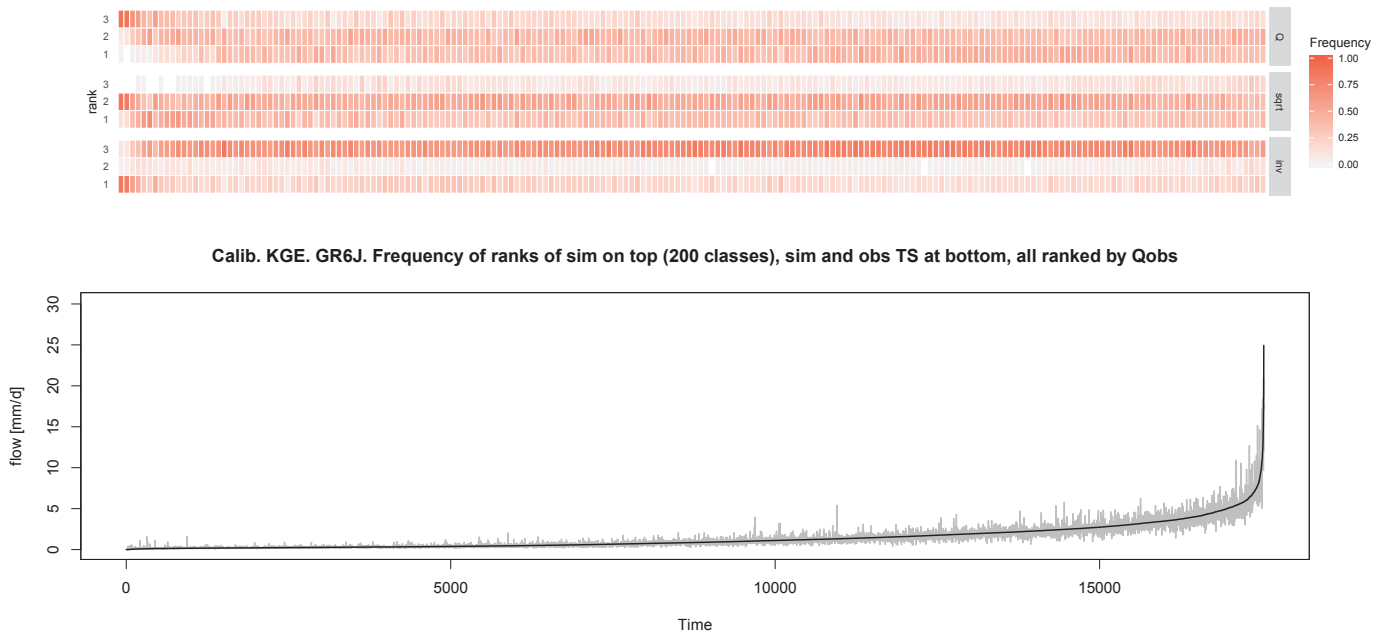 3
2
1
Q
3
2
1
sqrt
3
2
1
inv
rank
Frequency
1.00
0.75
0.50
0.25
0.00
Calib. KGE. GR6J. Frequency of ranks of sim on top (200 classes), sim and obs TS at bottom, all ranked by Qobs
30
25
20
15
10
5
0
flow [mm/d]
0 5000 10000 15000
Time